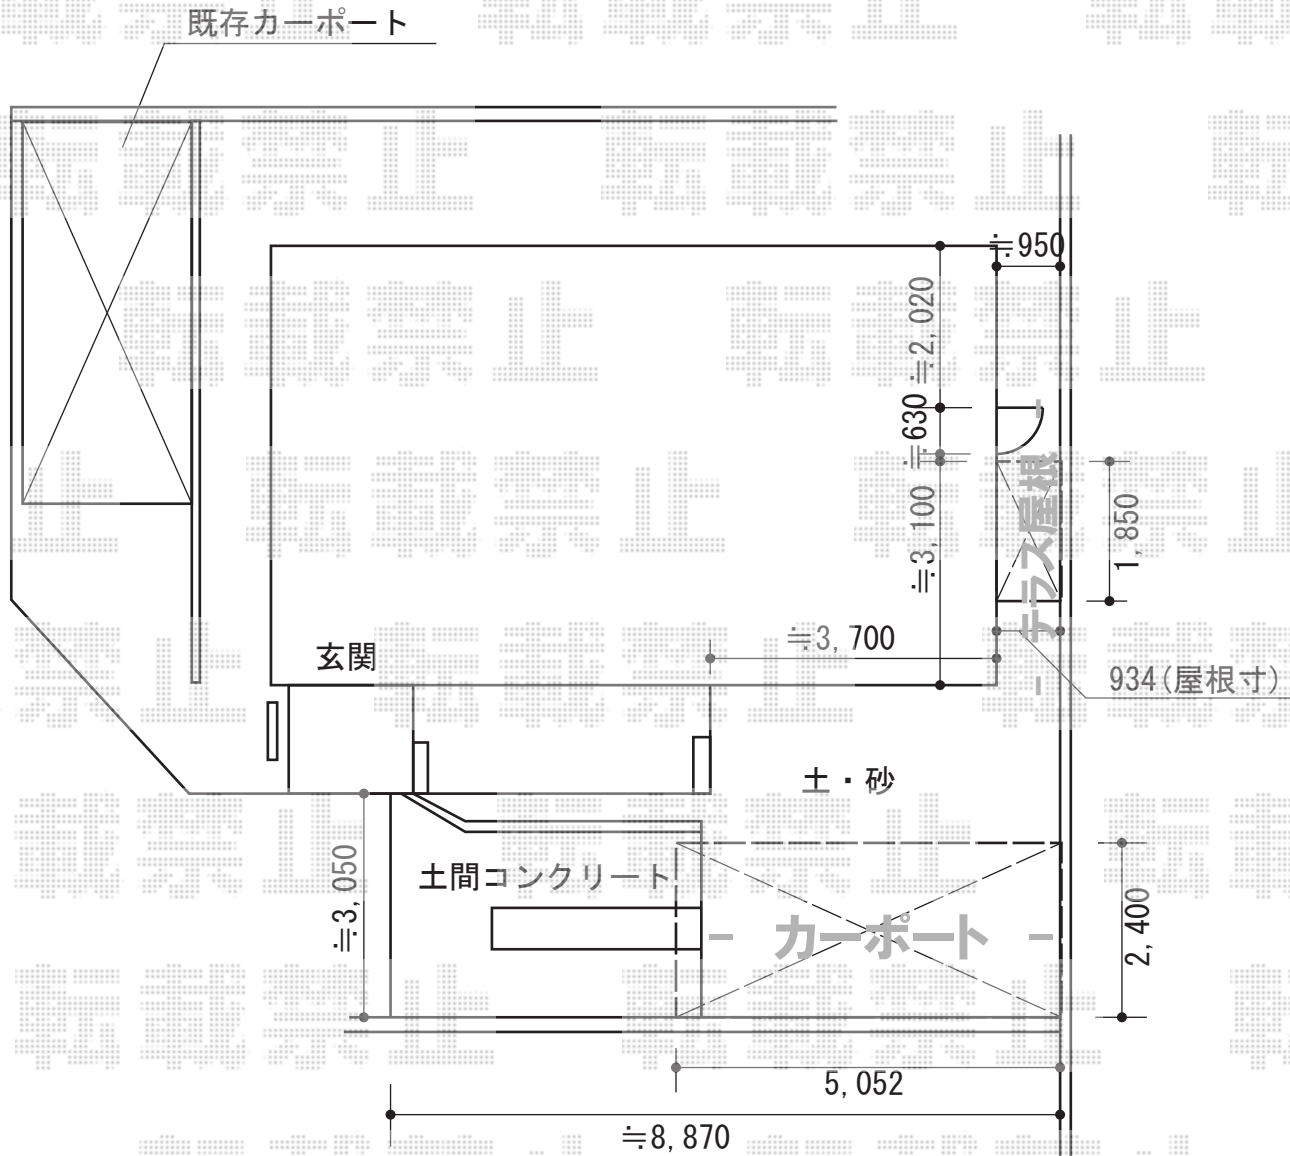 既存カーポート
≒950
≒2,020
≒630
≒3,100
テラス屋根
1,850
≒3,700
934(屋根寸)
玄関
土・砂
≒3,050
土間コンクリート
カーポート
2,400
5,052
≒8,870
転載禁止